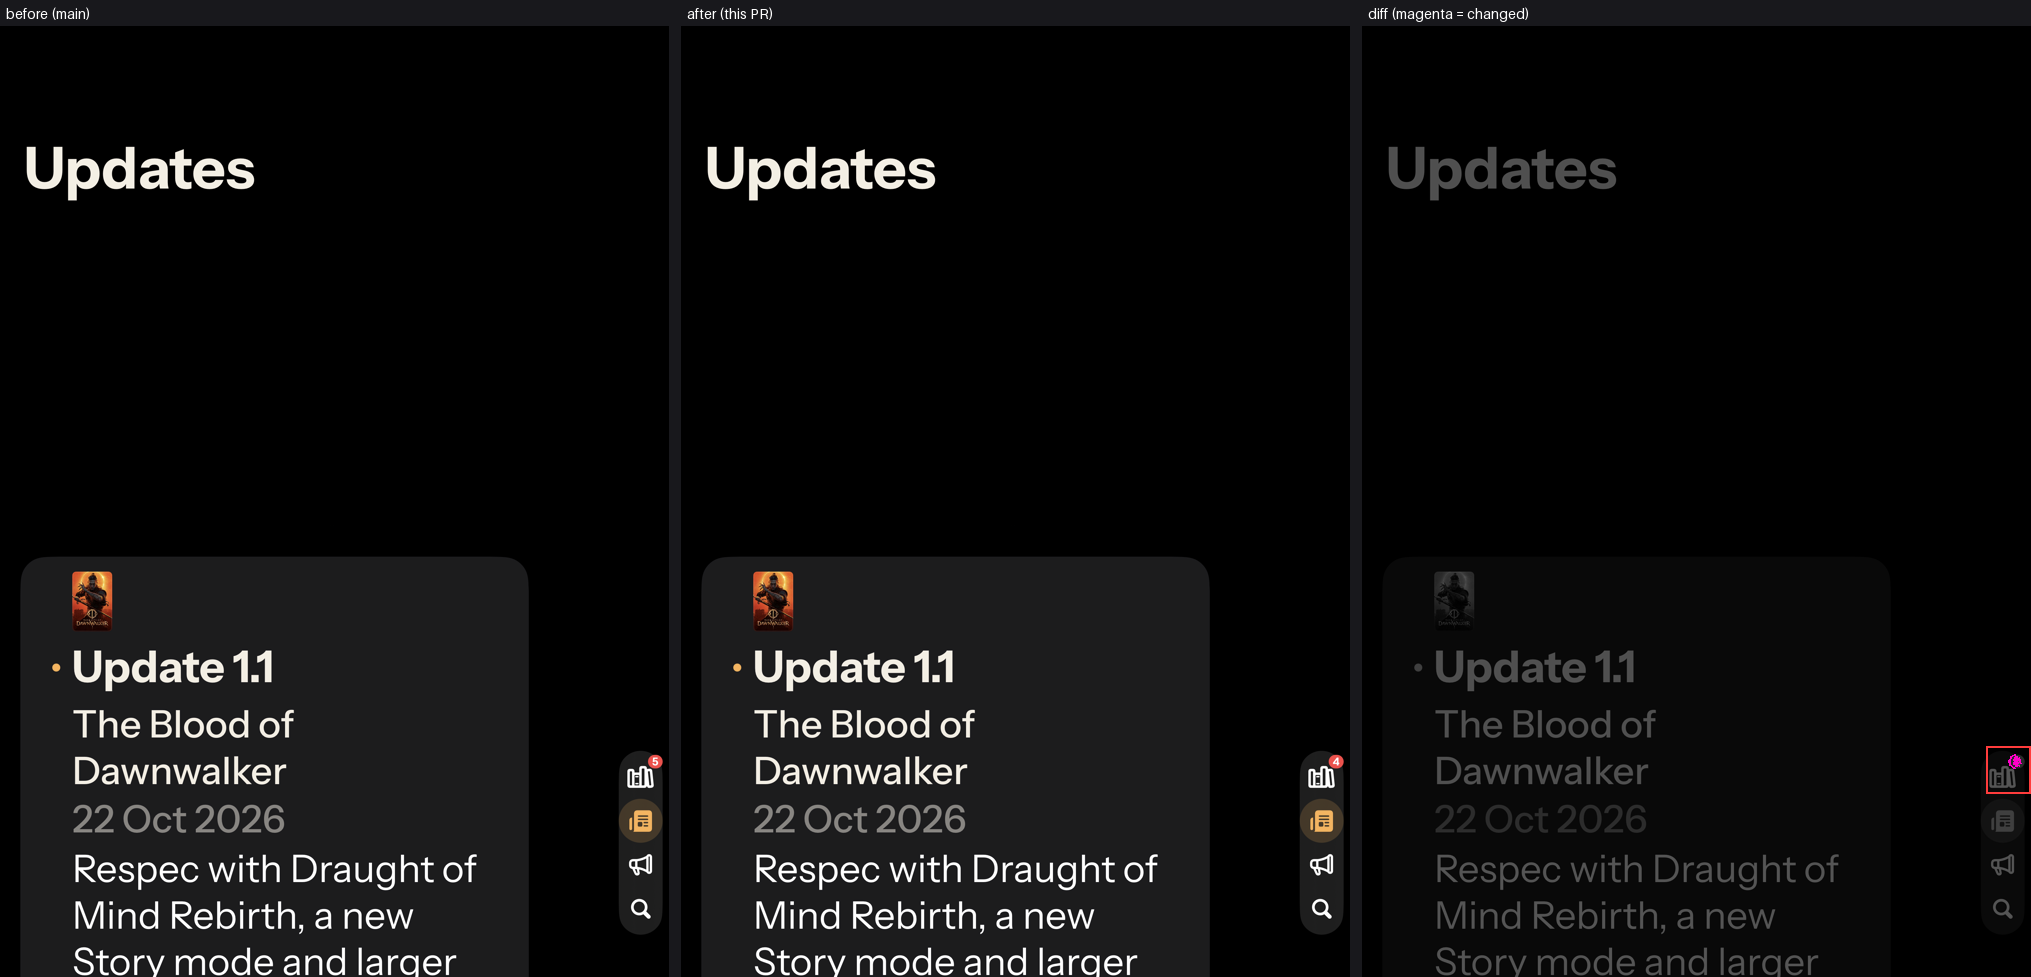 before (main)
Updates
DAWNWALKER
Update 1.1
The Blood of
Dawnwalker
22 Oct 2026
Respec with Draught of
Mind Rebirth, a new
Story mode and larger
5
after (this PR)
Updates
DAWNWALKER
Update 1.1
The Blood of
Dawnwalker
22 Oct 2026
Respec with Draught of
Mind Rebirth, a new
Story mode and larger
4
diff (magenta = changed)
Updates
DAWNWALKER
Update 1.1
The Blood of
Dawnwalker
22 Oct 2026
Respec with Draught of
Mind Rebirth, a new
Story mode and larger